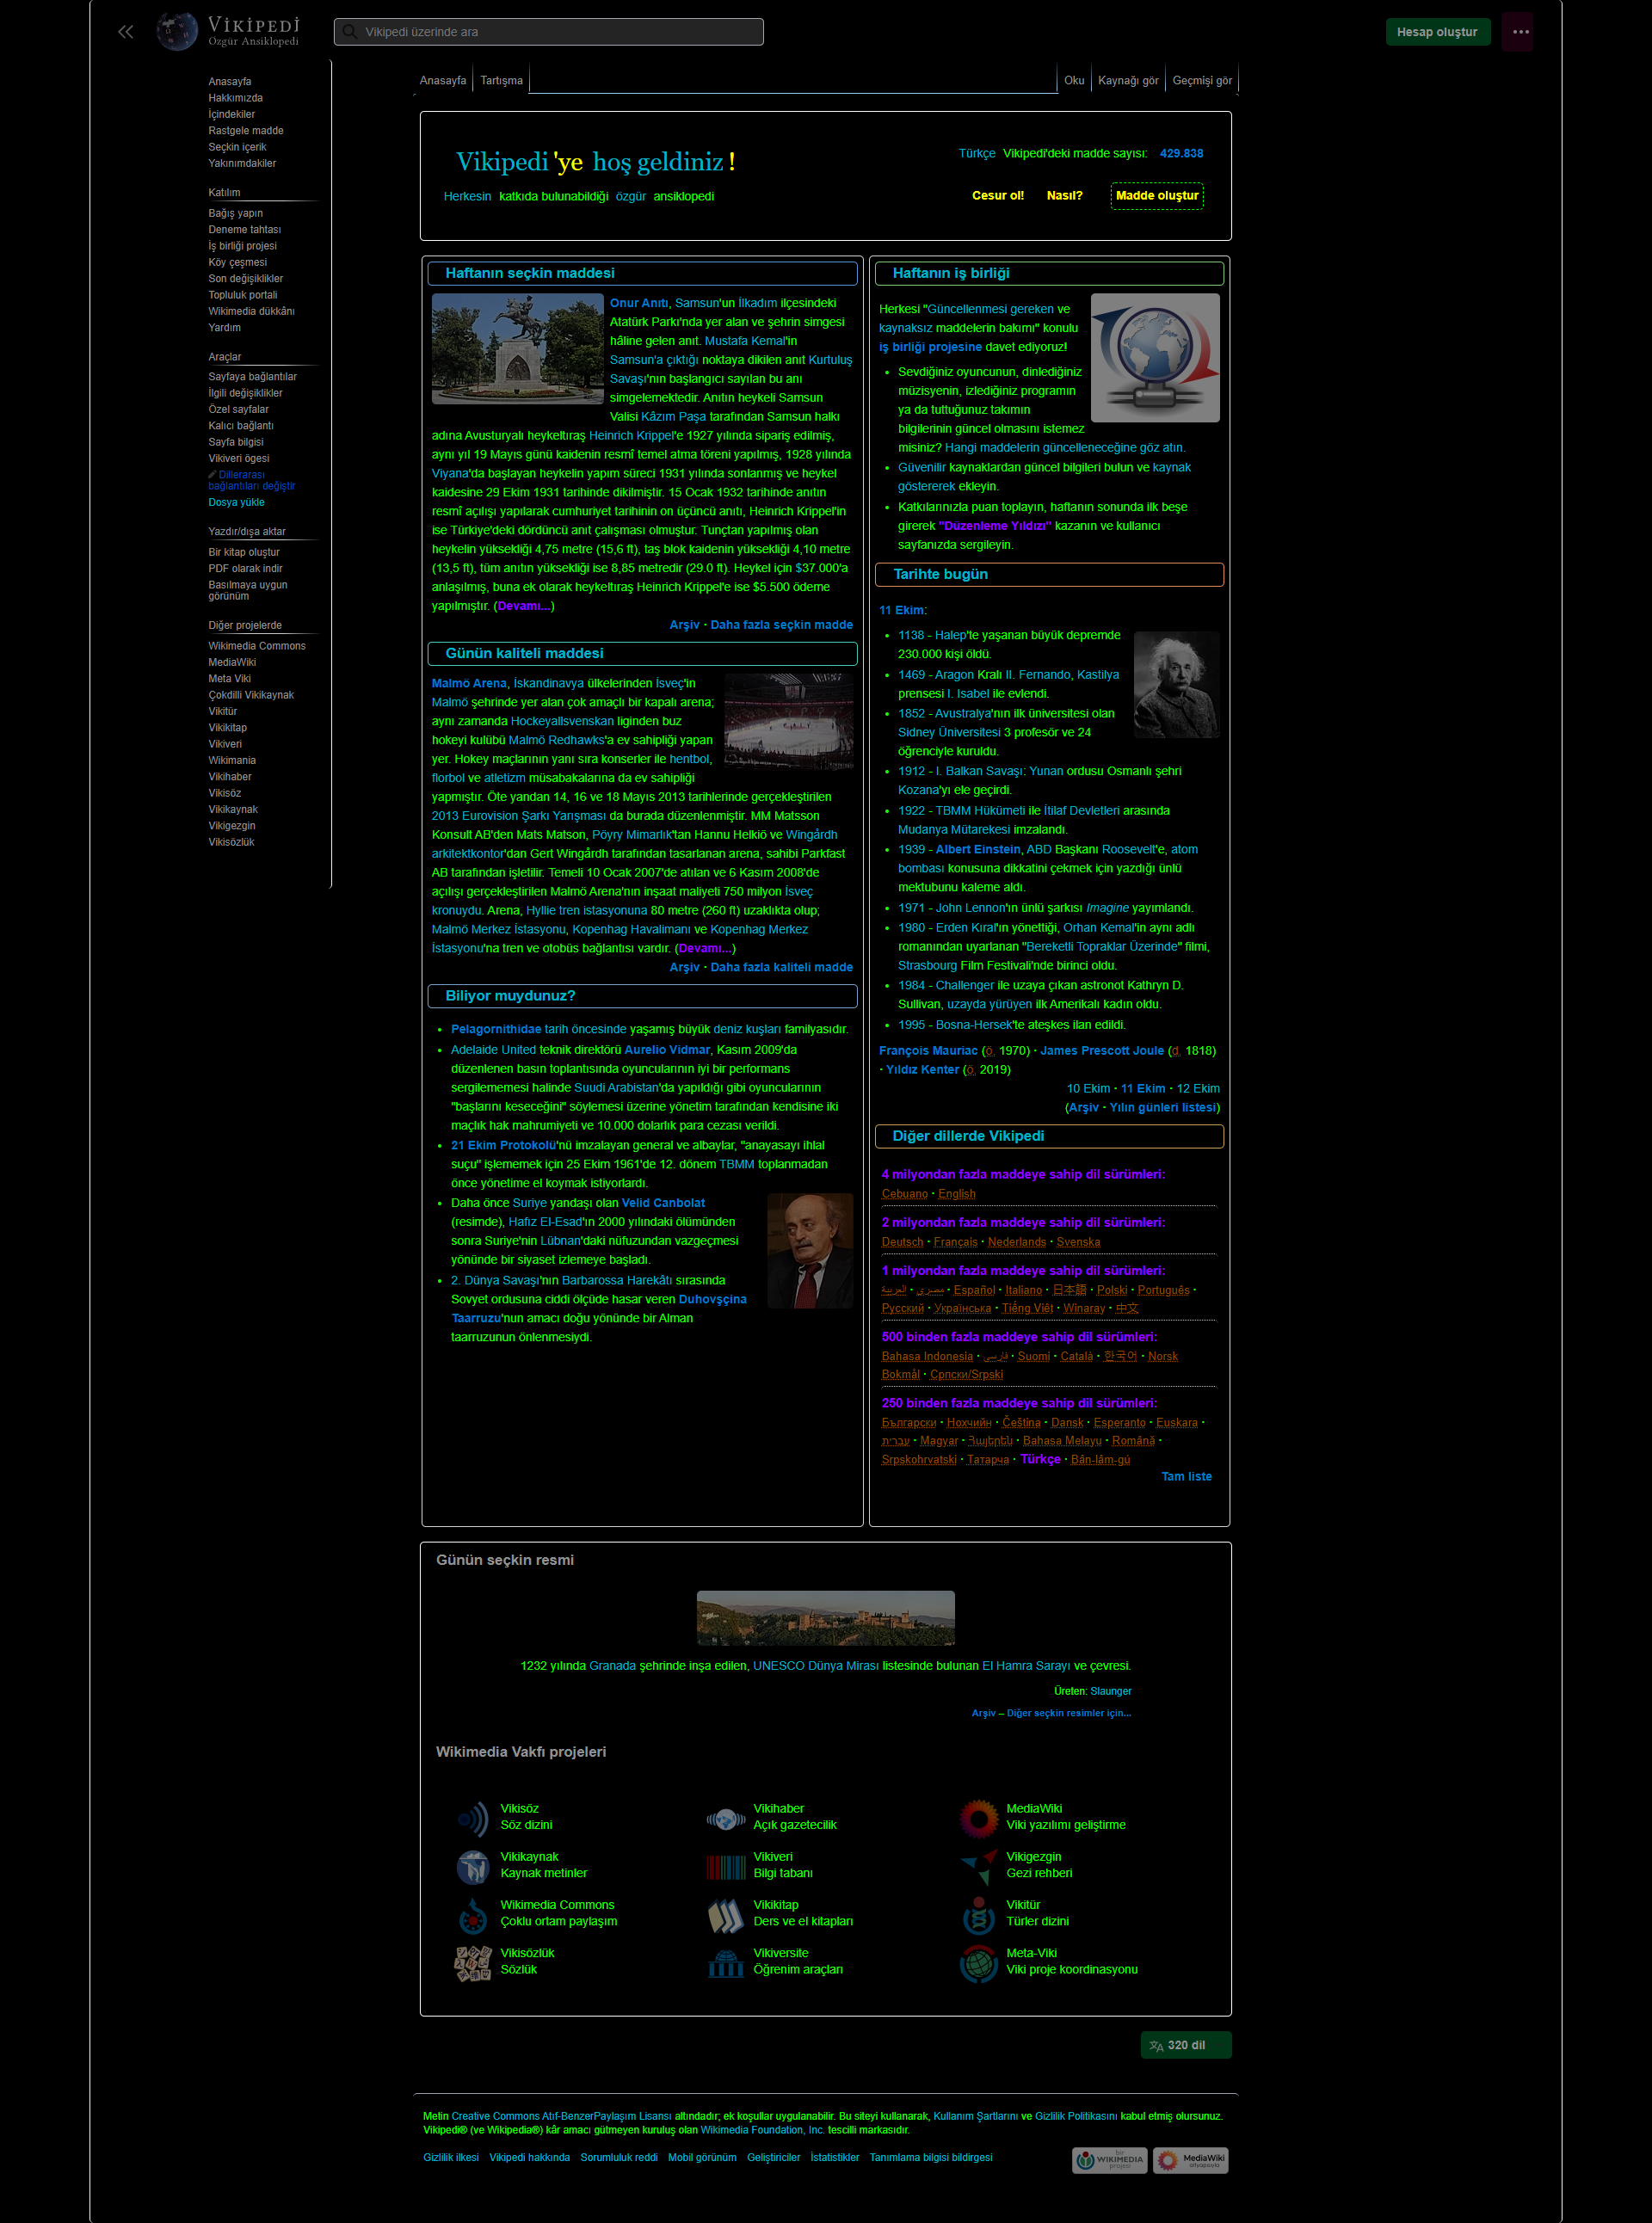 VİKİPEDİ
Özgür Ansiklopedi
Vikipedi üzerinde ara
Hesap oluştur
Anasayfa
Hakkımızda
İçindekiler
Rastgele madde
Seçkin içerik
Yakınımdakiler
Katılım
Bağış yapın
Deneme tahtası
İş birliği projesi
Köy çeşmesi
Son değişiklikler
Topluluk portali
Wikimedia dükkânı
Yardım
Araçlar
Sayfaya bağlantılar
İlgili değişiklikler
Özel sayfalar
Kalıcı bağlantı
Sayfa bilgisi
Vikiveri ögesi
Dillerarası
bağlantıları değiştir
Dosya yükle
Yazdır/dışa aktar
Bir kitap oluştur
PDF olarak indir
Basılmaya uygun
görünüm
Diğer projelerde
Wikimedia Commons
MediaWiki
Meta Viki
Çokdilli Vikikaynak
Vikitür
Vikikitap
Vikiveri
Wikimania
Vikihaber
Vikisöz
Vikikaynak
Vikigezgin
Vikisözlük
Anasayfa Tartışma
Oku Kaynağı gör Geçmişi gör
Vikipedi'ye hoş geldiniz!
Herkesin katkıda bulunabildiği özgür ansiklopedi
Türkçe Vikipedi'deki madde sayısı: 429.838
Cesur ol! Nasıl? Madde oluştur
Haftanın seçkin maddesi
Onur Anıtı, Samsun'un İlkadım ilçesindeki
Atatürk Parkı'nda yer alan ve şehrin simgesi
hâline gelen anıt. Mustafa Kemal'in
Samsun'a çıktığı noktaya dikilen anıt Kurtuluş
Savaşı'nın başlangıcı sayılan bu anı
simgelemektedir. Anıtın heykeli Samsun
Valisi Kâzım Paşa tarafından Samsun halkı
adına Avusturyalı heykeltıraş Heinrich Krippel'e 1927 yılında sipariş edilmiş,
aynı yıl 19 Mayıs günü kaidenin resmî temel atma töreni yapılmış, 1928 yılında
Viyana'da başlayan heykelin yapım süreci 1931 yılında sonlanmış ve heykel
kaidesine 29 Ekim 1931 tarihinde dikilmiştir. 15 Ocak 1932 tarihinde anıtın
resmî açılışı yapılarak cumhuriyet tarihinin on üçüncü anıtı, Heinrich Krippel'in
ise Türkiye'deki dördüncü anıt çalışması olmuştur. Tunçtan yapılmış olan
heykelin yüksekliği 4,75 metre (15,6 ft), taş blok kaidenin yüksekliği 4,10 metre
(13,5 ft), tüm anıtın yüksekliği ise 8,85 metredir (29.0 ft). Heykel için $37.000'a
anlaşılmış, buna ek olarak heykeltıraş Heinrich Krippel'e ise $5.500 ödeme
yapılmıştır. (Devamı...)
Arşiv · Daha fazla seçkin madde
Günün kaliteli maddesi
Malmö Arena, İskandinavya ülkelerinden İsveç'in
Malmö şehrinde yer alan çok amaçlı bir kapalı arena;
aynı zamanda Hockeyallsvenskan liginden buz
hokeyi kulübü Malmö Redhawks'a ev sahipliği yapan
yer. Hokey maçlarının yanı sıra konserler ile hentbol,
florbol ve atletizm müsabakalarına da ev sahipliği
yapmıştır. Öte yandan 14, 16 ve 18 Mayıs 2013 tarihlerinde gerçekleştirilen
2013 Eurovision Şarkı Yarışması da burada düzenlenmiştir. MM Matsson
Konsult AB'den Mats Matson, Pöyry Mimarlık'tan Hannu Helkiö ve Wingårdh
arkitektkontor'dan Gert Wingårdh tarafından tasarlanan arena, sahibi Parkfast
AB tarafından işletilir. Temeli 10 Ocak 2007'de atılan ve 6 Kasım 2008'de
açılışı gerçekleştirilen Malmö Arena'nın inşaat maliyeti 750 milyon İsveç
kronuydu. Arena, Hyllie tren istasyonuna 80 metre (260 ft) uzaklıkta olup;
Malmö Merkez İstasyonu, Kopenhag Havalimanı ve Kopenhag Merkez
İstasyonu'na tren ve otobüs bağlantısı vardır. (Devamı...)
Arşiv · Daha fazla kaliteli madde
Biliyor muydunuz?
Pelagornithidae tarih öncesinde yaşamış büyük deniz kuşları familyasıdır.
Adelaide United teknik direktörü Aurelio Vidmar, Kasım 2009'da
düzenlenen basın toplantısında oyuncularının iyi bir performans
sergilememesi halinde Suudi Arabistan'da yapıldığı gibi oyuncularının
"başlarını keseceğini" söylemesi üzerine yönetim tarafından kendisine iki
maçlık hak mahrumiyeti ve 10.000 dolarlık para cezası verildi.
21 Ekim Protokolü'nü imzalayan general ve albaylar, "anayasayı ihlal
suçu" işlememek için 25 Ekim 1961'de 12. dönem TBMM toplanmadan
önce yönetime el koymak istiyorlardı.
Daha önce Suriye yandaşı olan Velid Canbolat
(resimde), Hafız El-Esad'ın 2000 yılındaki ölümünden
sonra Suriye'nin Lübnan'daki nüfuzundan vazgeçmesi
yönünde bir siyaset izlemeye başladı.
2. Dünya Savaşı'nın Barbarossa Harekâtı sırasında
Sovyet ordusuna ciddi ölçüde hasar veren Duhovşçina
Taarruzu'nun amacı doğu yönünde bir Alman
taarruzunun önlenmesiydi.
Haftanın iş birliği
Herkesi "Güncellenmesi gereken ve
kaynaksız maddelerin bakımı" konulu
iş birliği projesine davet ediyoruz!
Sevdiğiniz oyuncunun, dinlediğiniz
müzisyenin, izlediğiniz programın
ya da tuttuğunuz takımın
bilgilerinin güncel olmasını istemez
misiniz? Hangi maddelerin güncelleneceğine göz atın.
Güvenilir kaynaklardan güncel bilgileri bulun ve kaynak
göstererek ekleyin.
Katkılarınızla puan toplayın, haftanın sonunda ilk beşe
girerek "Düzenleme Yıldızı" kazanın ve kullanıcı
sayfanızda sergileyin.
Tarihte bugün
11 Ekim:
1138 - Halep'te yaşanan büyük depremde
230.000 kişi öldü.
1469 - Aragon Kralı II. Fernando, Kastilya
prensesi I. Isabel ile evlendi.
1852 - Avustralya'nın ilk üniversitesi olan
Sidney Üniversitesi 3 profesör ve 24
öğrenciyle kuruldu.
1912 - I. Balkan Savaşı: Yunan ordusu Osmanlı şehri
Kozana'yı ele geçirdi.
1922 - TBMM Hükümeti ile İtilaf Devletleri arasında
Mudanya Mütarekesi imzalandı.
1939 - Albert Einstein, ABD Başkanı Roosevelt'e, atom
bombası konusuna dikkatini çekmek için yazdığı ünlü
mektubunu kaleme aldı.
1971 - John Lennon'ın ünlü şarkısı Imagine yayımlandı.
1980 - Erden Kıral'ın yönettiği, Orhan Kemal'in aynı adlı
romanından uyarlanan "Bereketli Topraklar Üzerinde" filmi,
Strasbourg Film Festivali'nde birinci oldu.
1984 - Challenger ile uzaya çıkan astronot Kathryn D.
Sullivan, uzayda yürüyen ilk Amerikalı kadın oldu.
1995 - Bosna-Hersek'te ateşkes ilan edildi.
François Mauriac (ö. 1970) · James Prescott Joule (d. 1818)
· Yıldız Kenter (ö. 2019)
10 Ekim · 11 Ekim · 12 Ekim
(Arşiv · Yılın günleri listesi)
Diğer dillerde Vikipedi
4 milyondan fazla maddeye sahip dil sürümleri:
Cebuano · English
2 milyondan fazla maddeye sahip dil sürümleri:
Deutsch · Français · Nederlands · Svenska
1 milyondan fazla maddeye sahip dil sürümleri:
العربية · مصرى · Español · Italiano · 日本語 · Polski · Português ·
Русский · Українська · Tiếng Việt · Winaray · 中文
500 binden fazla maddeye sahip dil sürümleri:
Bahasa Indonesia · فارسی · Suomi · Català · 한국어 · Norsk
Bokmål · Српски/Srpski
250 binden fazla maddeye sahip dil sürümleri:
Български · Нохчийн · Čeština · Dansk · Esperanto · Euskara ·
עברית · Magyar · Հայերեն · Bahasa Melayu · Română ·
Srpskohrvatski · Татарча · Türkçe · Bân-lâm-gú
Tam liste
Günün seçkin resmi
1232 yılında Granada şehrinde inşa edilen, UNESCO Dünya Mirası listesinde bulunan El Hamra Sarayı ve çevresi.
Üreten: Slaunger
Arşiv – Diğer seçkin resimler için...
Wikimedia Vakfı projeleri
Vikisöz
Söz dizini
Vikihaber
Açık gazetecilik
MediaWiki
Viki yazılımı geliştirme
Vikikaynak
Kaynak metinler
Vikiveri
Bilgi tabanı
Vikigezgin
Gezi rehberi
Wikimedia Commons
Çoklu ortam paylaşım
Vikikitap
Ders ve el kitapları
Vikitür
Türler dizini
Vikisözlük
Sözlük
Vikiversite
Öğrenim araçları
Meta-Viki
Viki proje koordinasyonu
320 dil
Metin Creative Commons Atıf-BenzerPaylaşım Lisansı altındadır; ek koşullar uygulanabilir. Bu siteyi kullanarak, Kullanım Şartlarını ve Gizlilik Politikasını kabul etmiş olursunuz.
Vikipedi® (ve Wikipedia®) kâr amacı gütmeyen kuruluş olan Wikimedia Foundation, Inc. tescilli markasıdır.
Gizlilik ilkesi Vikipedi hakkında Sorumluluk reddi Mobil görünüm Geliştiriciler İstatistikler Tanımlama bilgisi bildirgesi
bir
WIKIMEDIA
projesi
MediaWiki
altyapısıyla